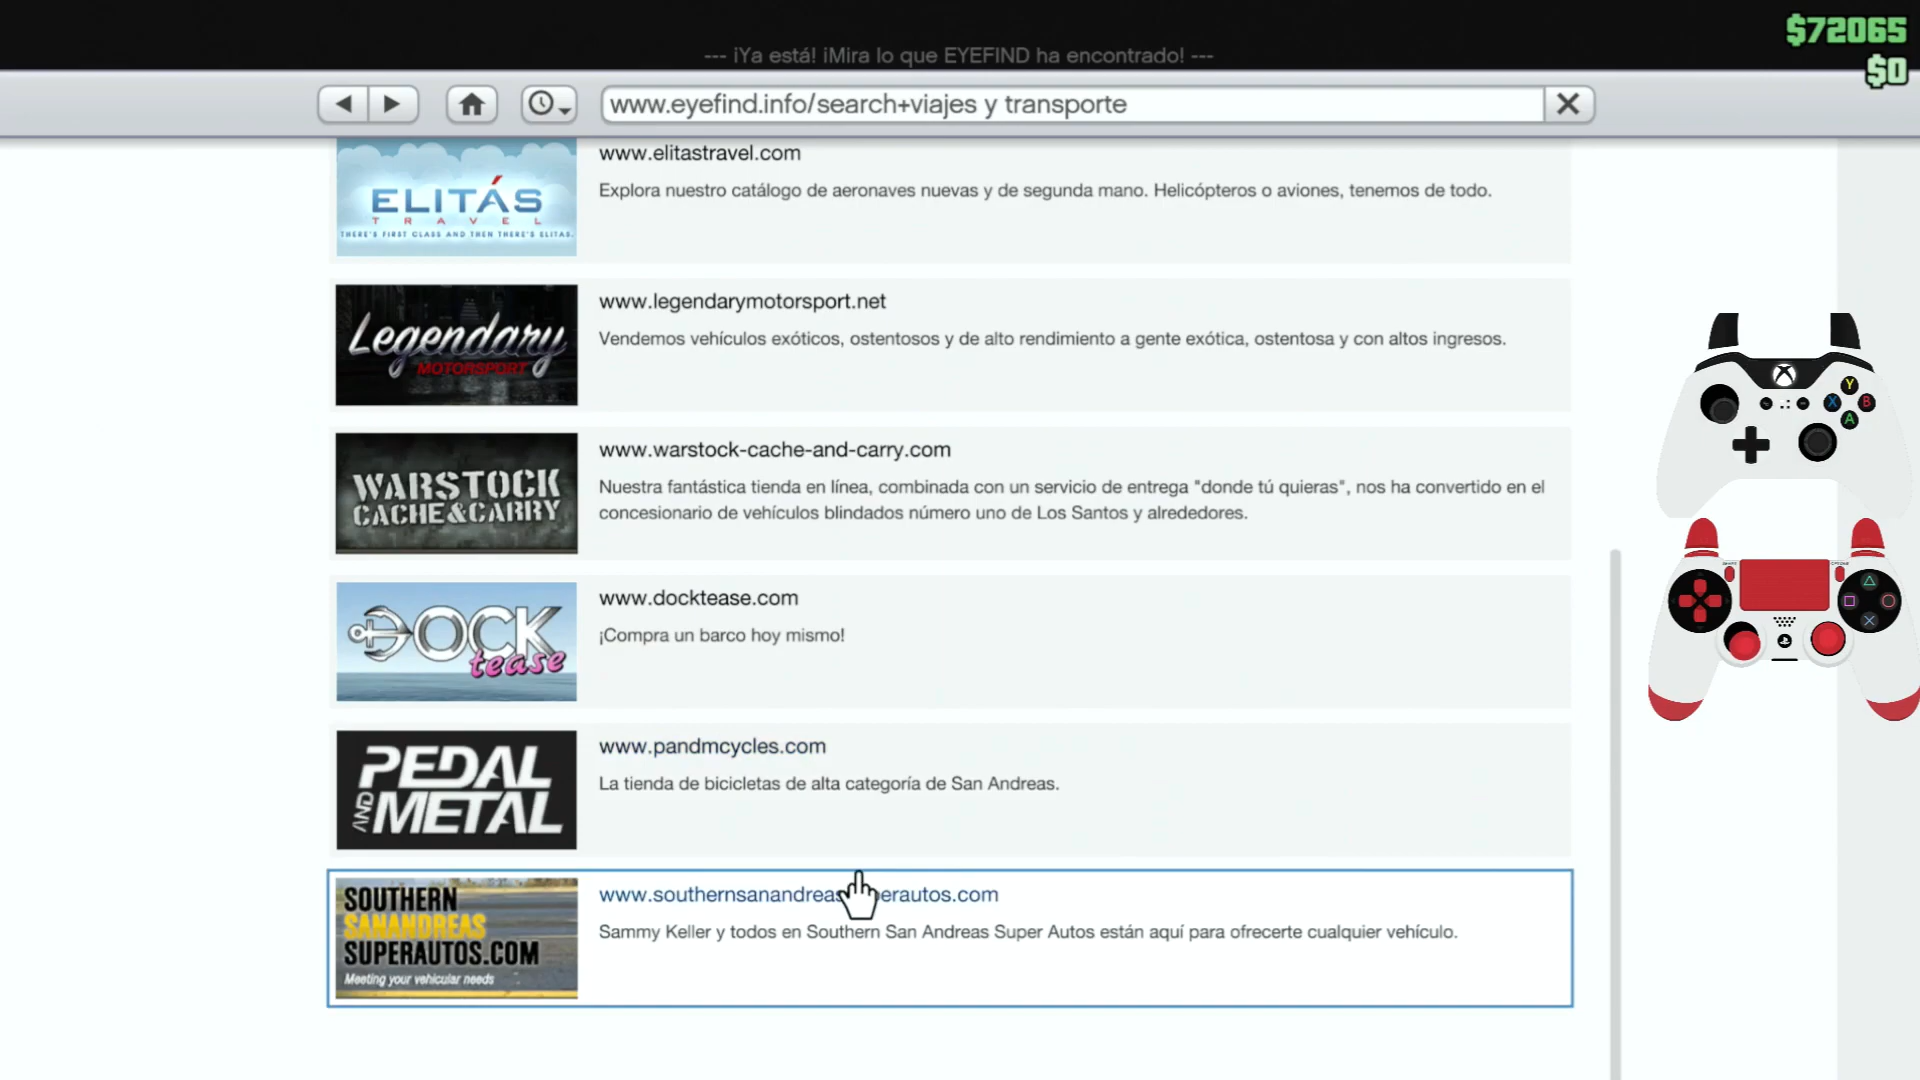 $72065
--- ¡Ya está! ¡Mira lo que EYEFIND ha encontrado! ---
$0
www.eyefind.info/search+viajes y transporte
www.elitastravel.com
Explora nuestro catálogo de aeronaves nuevas y de segunda mano. Helicópteros o aviones, tenemos de todo.
ELITÁS
TRAVEL
THERE'S FIRST CLASS AND THEN THERE'S ELITAS.
www.legendarymotorsport.net
Vendemos vehículos exóticos, ostentosos y de alto rendimiento a gente exótica, ostentosa y con altos ingresos.
Legendary
MOTORSPORT
www.warstock-cache-and-carry.com
Nuestra fantástica tienda en línea, combinada con un servicio de entrega "donde tú quieras", nos ha convertido en el
concesionario de vehículos blindados número uno de Los Santos y alrededores.
WARSTOCK
CACHE&CARRY
www.docktease.com
¡Compra un barco hoy mismo!
DOCK
tease
www.pandmcycles.com
La tienda de bicicletas de alta categoría de San Andreas.
PEDAL
AND METAL
www.southernsanandreas erautos.com
Sammy Keller y todos en Southern San Andreas Super Autos están aquí para ofrecerte cualquier vehículo.
SOUTHERN
SANANDREAS
SUPERAUTOS.COM
Meeting your vehicular needs
Y
X
B
A